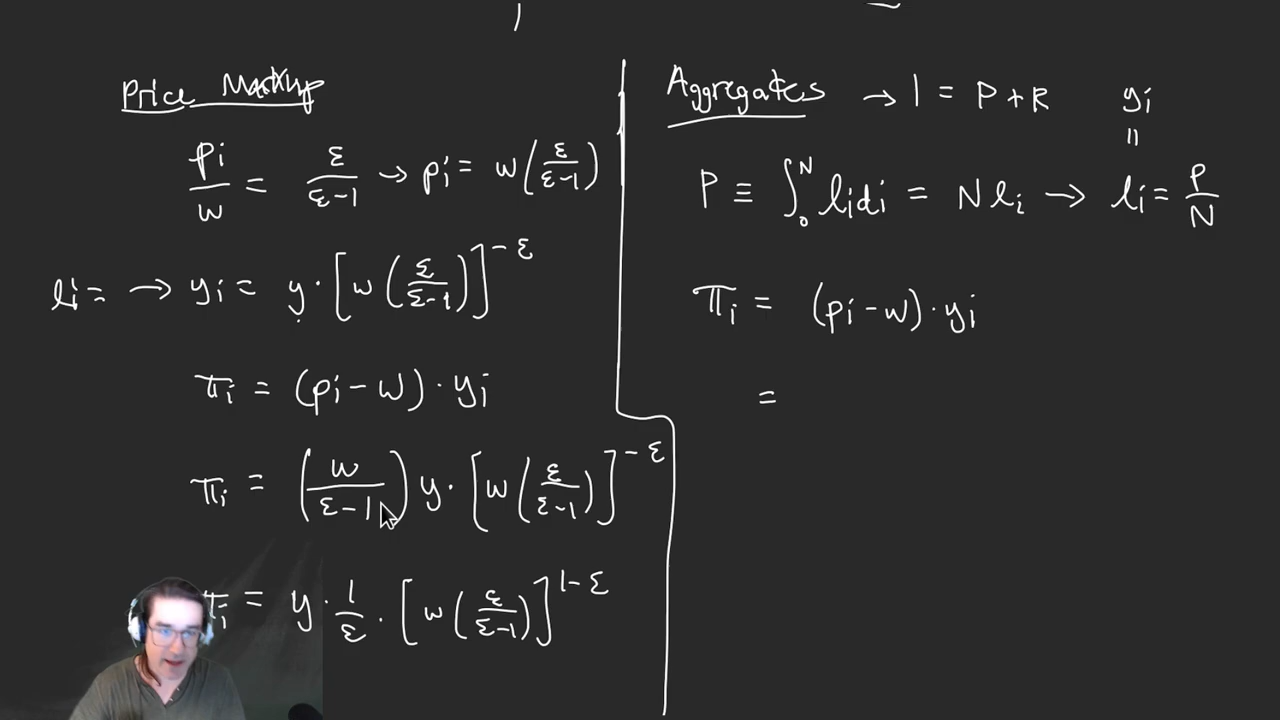 Price Markup
pi/w = ε/(ε-1) → pi = w(ε/(ε-1))
li = → yi = y · [w(ε/(ε-1))]^-ε
πi = (pi - w) · yi
πi = (w/(ε-1)) y · [w(ε/(ε-1))]^-ε
πi = y · 1/ε · [w(ε/(ε-1))]^1-ε
Aggregates → 1 = P + R
yi
=
P ≡ ∫₀^N li di = N li → li = P/N
πi = (pi - w) · yi
=